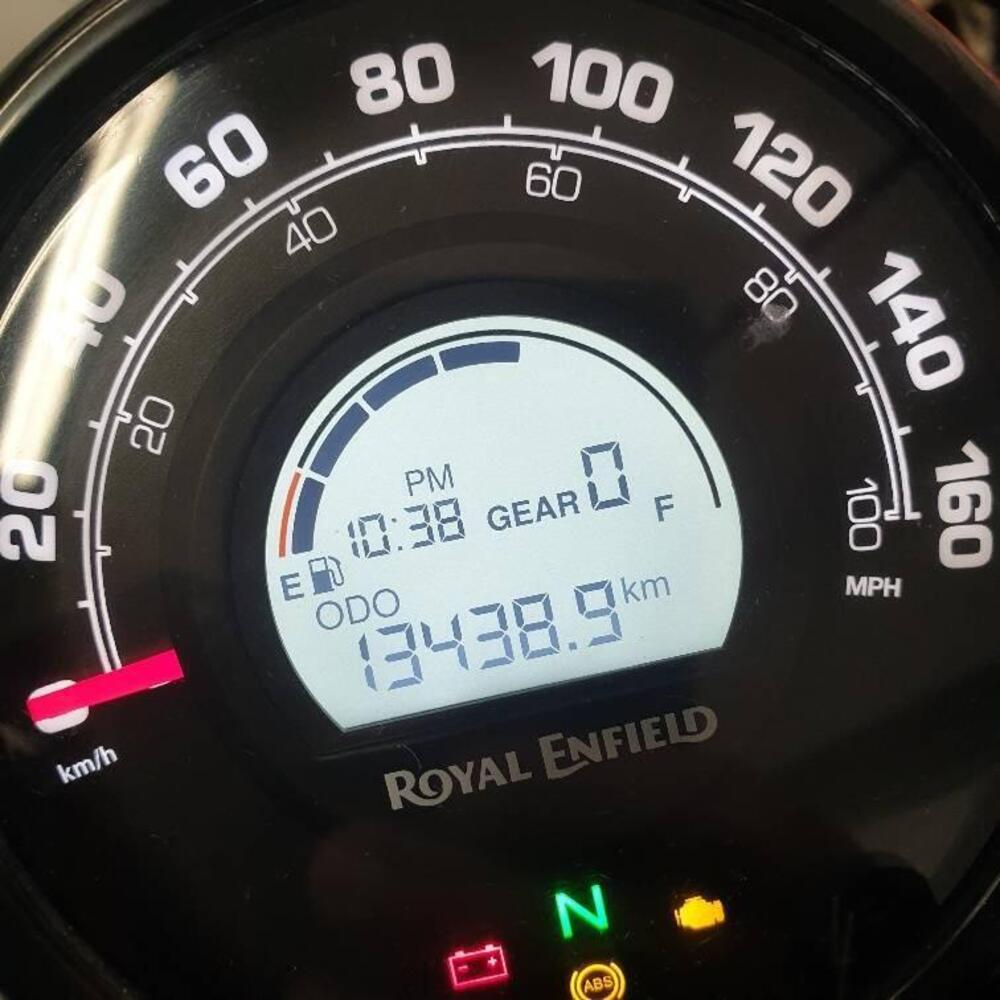 20
40
60
80
100
120
140
160
20
40
60
80
100
MPH
km/h
PM
10:38
GEAR 0
E
F
ODO
13438.9 km
ROYAL ENFIELD
N
ABS